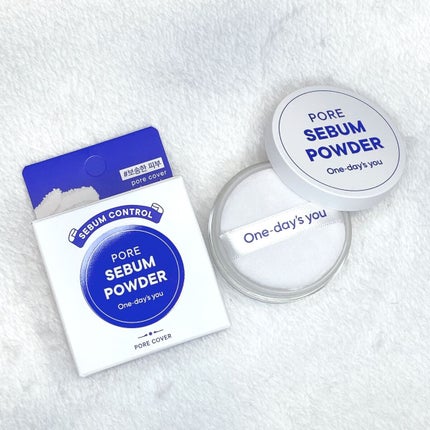 #보송한 피부
pore cover
SEBUM CONTROL
PORE
SEBUM
POWDER
One-day's you
PORE COVER
PORE
SEBUM
POWDER
One-day's you
One-day's you